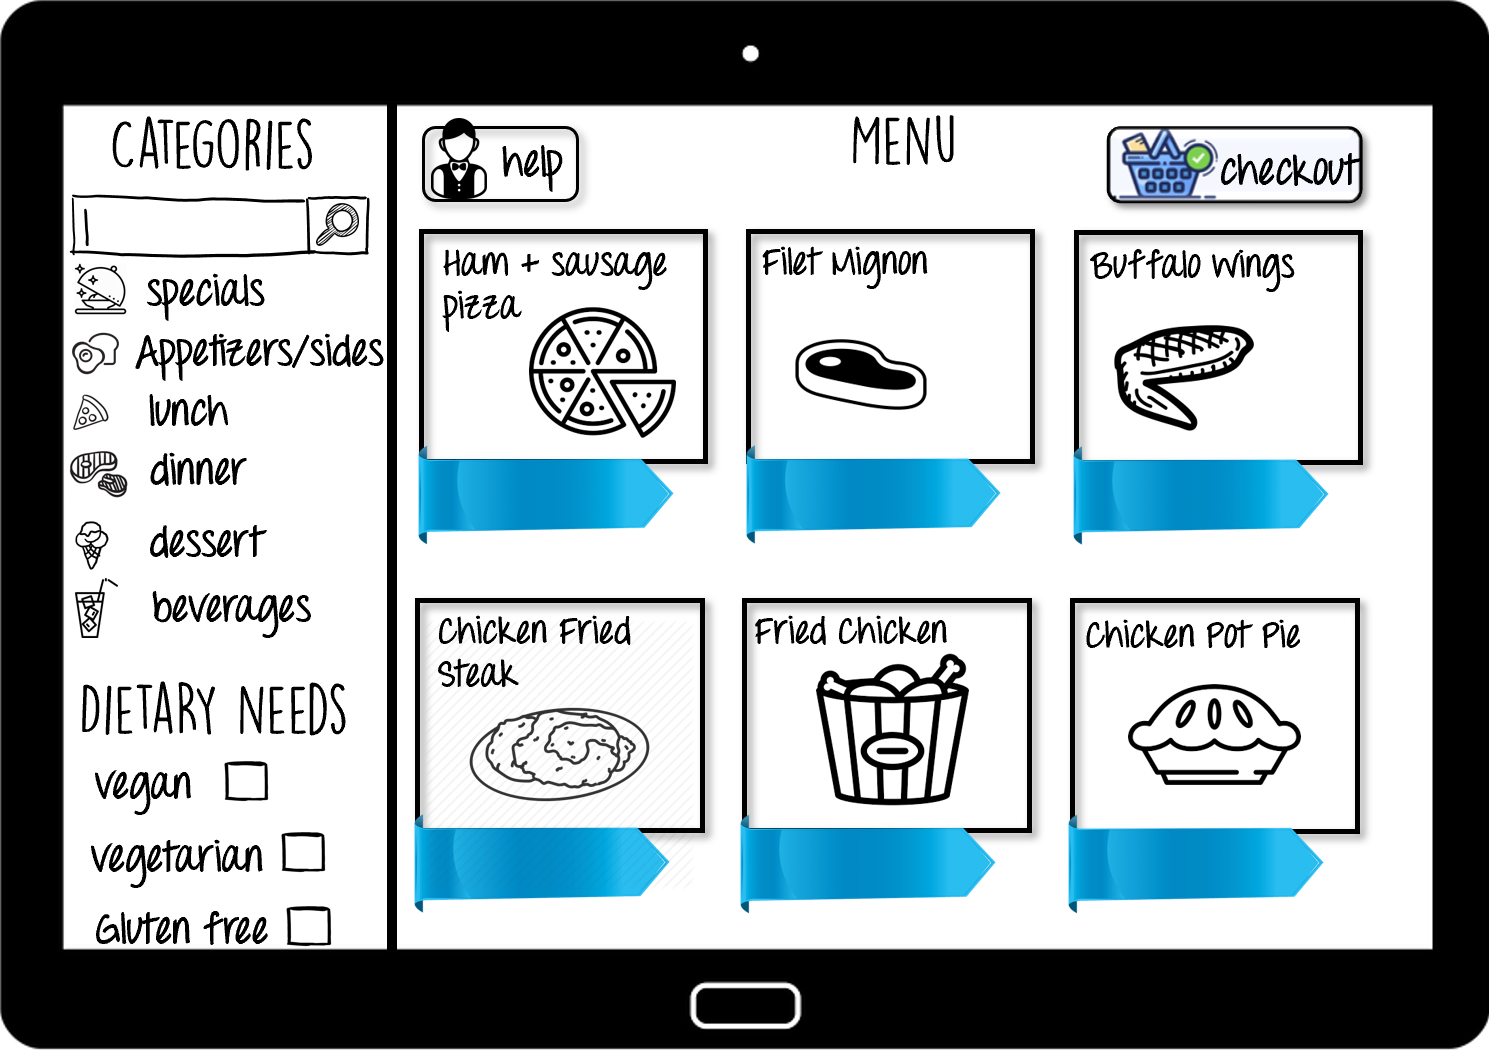 CATEGORIES
specials
Appetizers/sides
lunch
dinner
dessert
beverages
DIETARY NEEDS
vegan
vegetarian
Gluten free
help
MENU
checkout
Ham + sausage
pizza
Filet Mignon
Buffalo wings
Chicken Fried
Steak
Fried Chicken
Chicken Pot Pie